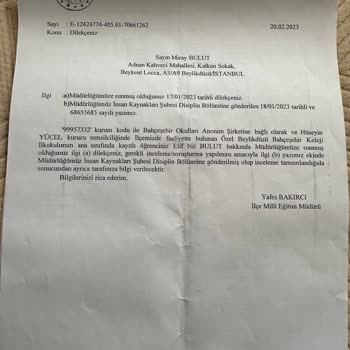 Sayı : E-12424774-405.01-70661262 20.02.2023
Konu : Dilekçeniz
Sayın Miray BULUT
Adnan Kahveci Mahallesi, Kalkan Sokak,
Beykent Locca, A5/A9 Beylikdüzü/İSTANBUL
İlgi :a)Müdürlüğümüze sunmuş olduğunuz 17/01/2023 tarihli dilekçeniz.
b)Müdürlüğümüz İnsan Kaynakları Şubesi Disiplin Bölümüne gönderilen 18/01/2023 tarihli ve
68655685 sayılı yazımız.
'99957332' kurum kodu ile Bahçeşehir Okulları Anonim Şirketine bağlı olarak ve Hüseyin
YÜCEL kurucu temsilciliğinde İlçemizde faaliyette bulunan Özel Beylikdüzü Bahçeşehir Koleji
İlkokulunun ana sınıfında kayıtlı öğrenciniz Elif Nil BULUT hakkında Müdürlüğümüze sunmuş
olduğunuz ilgi (a) dilekçeniz, gerekli inceleme/soruşturma yapılması amacıyla ilgi (b) yazımız ekinde
Müdürlüğümüz İnsan Kaynakları Şubesi Disiplin Bölümüne gönderilmiş olup inceleme tamamlandığında
sonucundan ayrıca tarafınıza bilgi verilecektir.
Bilgilerinizi rica ederim.
Yafes BAKIRCI
İlçe Milli Eğitim Müdürü